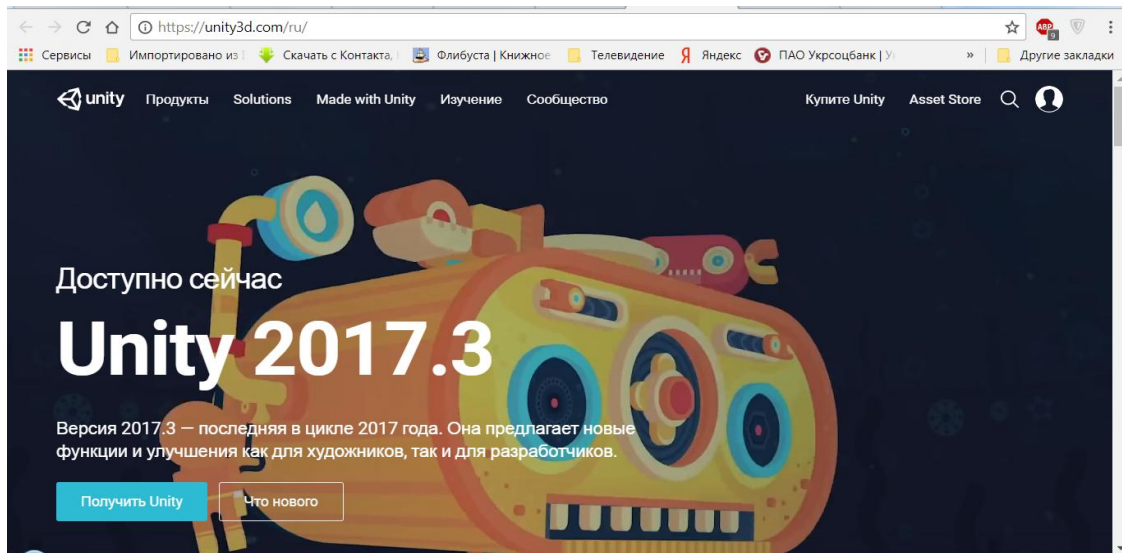 https://unity3d.com/ru/
ABP
9
Сервисы Импортировано из Скачать с Контакта, Флибуста | Книжное Телевидение Яндекс ПАО Укрсоцбанк | » Другие закладки
unity Продукты Solutions Made with Unity Изучение Сообщество Купите Unity Asset Store
Доступно сейчас
Unity 2017.3
Версия 2017.3 — последняя в цикле 2017 года. Она предлагает новые
функции и улучшения как для художников, так и для разработчиков.
Получить Unity Что нового